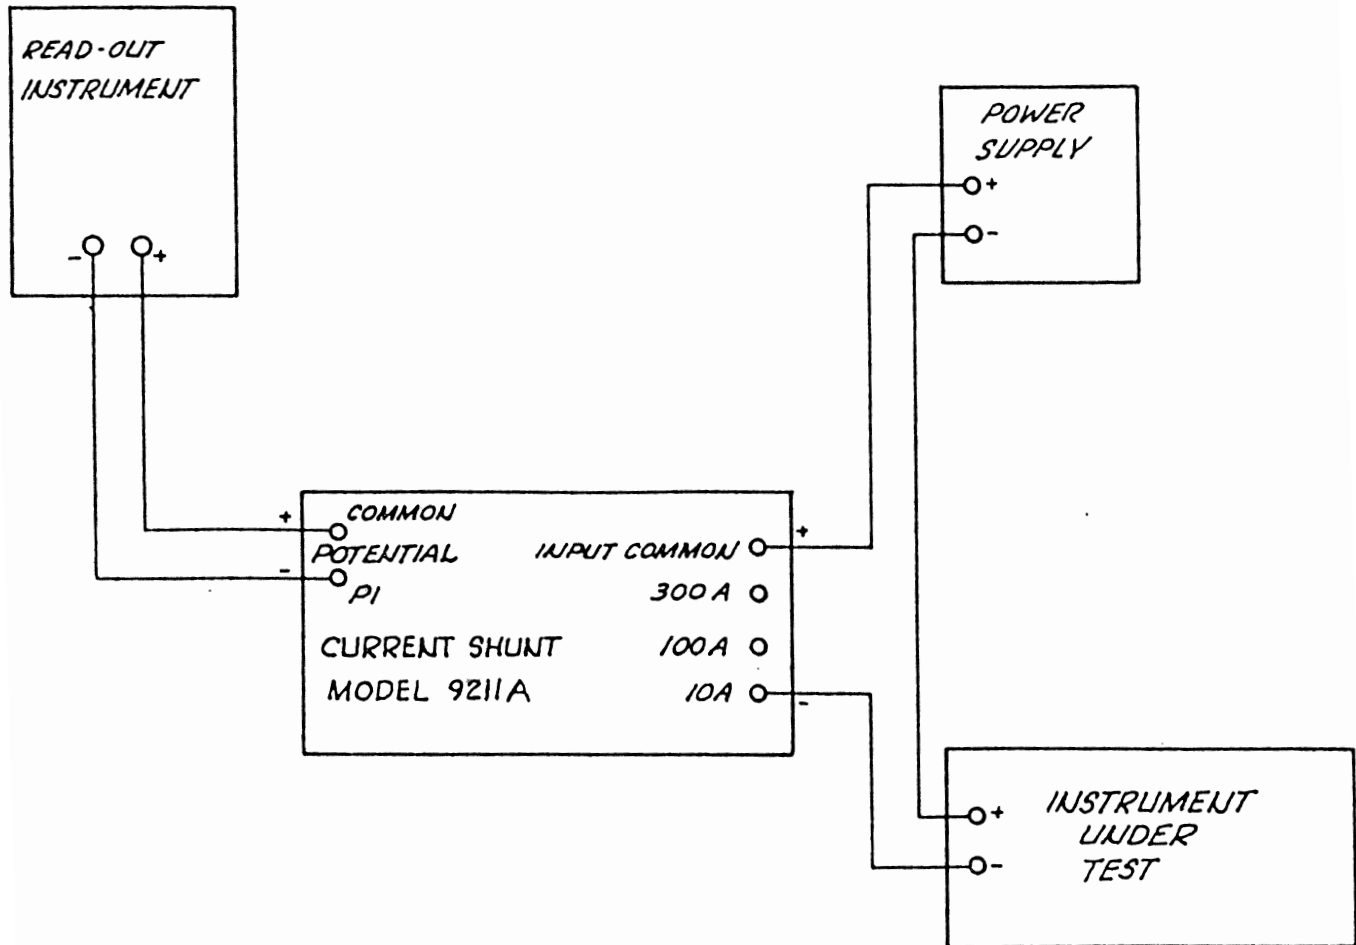 READ-OUT
INSTRUMENT
- +
POWER
SUPPLY
+
-
+ COMMON
POTENTIAL
- P1
INPUT COMMON +
300A
100A
10A -
CURRENT SHUNT
MODEL 9211A
+
-
INSTRUMENT
UNDER
TEST